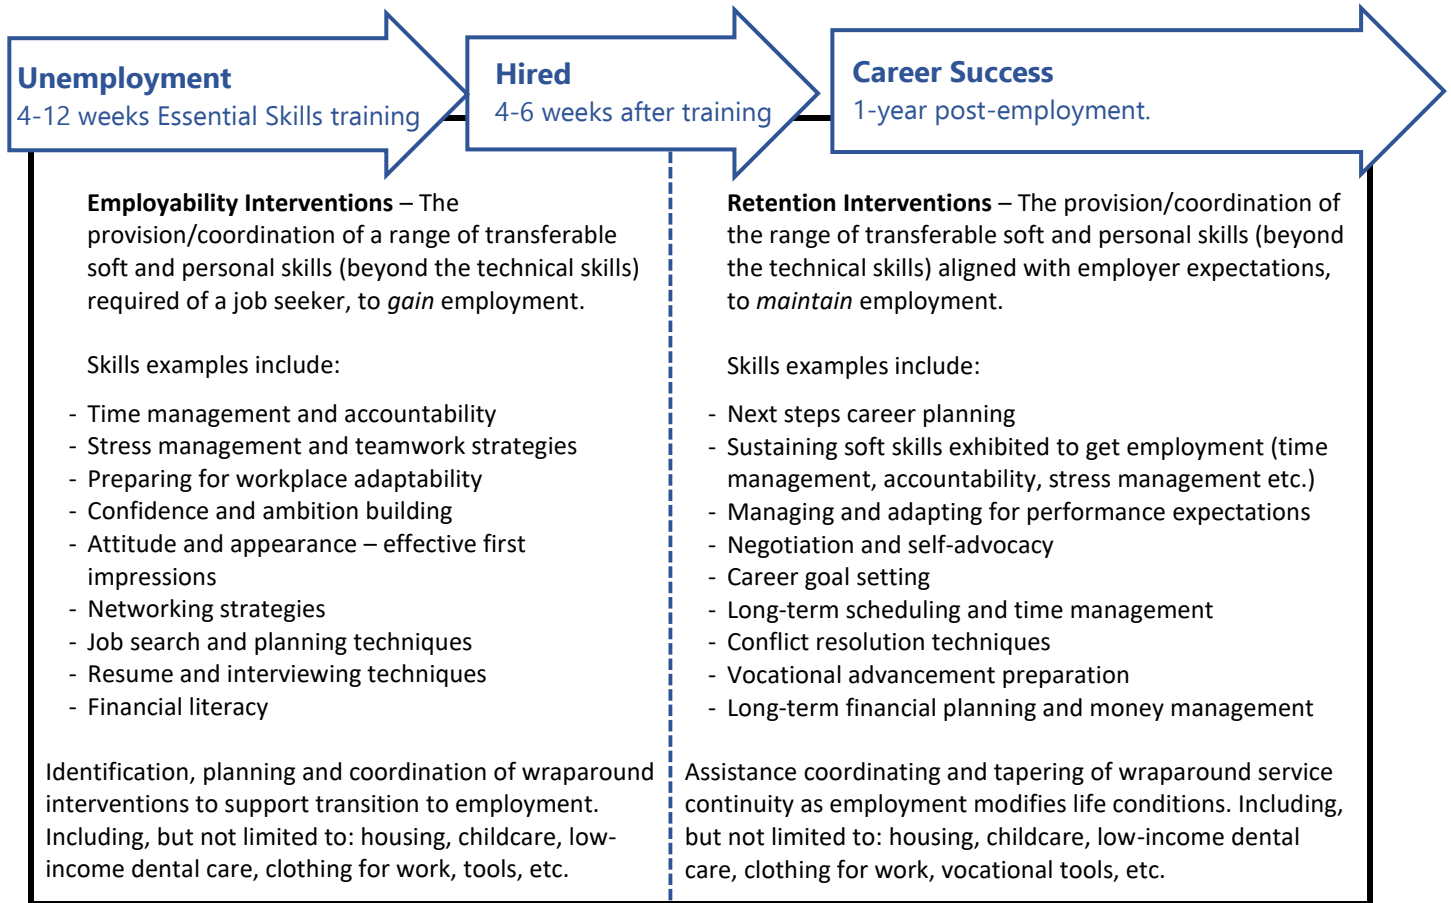 Unemployment
4-12 weeks Essential Skills training
Hired
4-6 weeks after training
Career Success
1-year post-employment.
Employability Interventions – The
provision/coordination of a range of transferable
soft and personal skills (beyond the technical skills)
required of a job seeker, to gain employment.
Skills examples include:
- Time management and accountability
- Stress management and teamwork strategies
- Preparing for workplace adaptability
- Confidence and ambition building
- Attitude and appearance – effective first
impressions
- Networking strategies
- Job search and planning techniques
- Resume and interviewing techniques
- Financial literacy
Identification, planning and coordination of wraparound
interventions to support transition to employment.
Including, but not limited to: housing, childcare, low-
income dental care, clothing for work, tools, etc.
Retention Interventions – The provision/coordination of
the range of transferable soft and personal skills (beyond
the technical skills) aligned with employer expectations,
to maintain employment.
Skills examples include:
- Next steps career planning
- Sustaining soft skills exhibited to get employment (time
management, accountability, stress management etc.)
- Managing and adapting for performance expectations
- Negotiation and self-advocacy
- Career goal setting
- Long-term scheduling and time management
- Conflict resolution techniques
- Vocational advancement preparation
- Long-term financial planning and money management
Assistance coordinating and tapering of wraparound service
continuity as employment modifies life conditions. Including,
but not limited to: housing, childcare, low-income dental
care, clothing for work, vocational tools, etc.